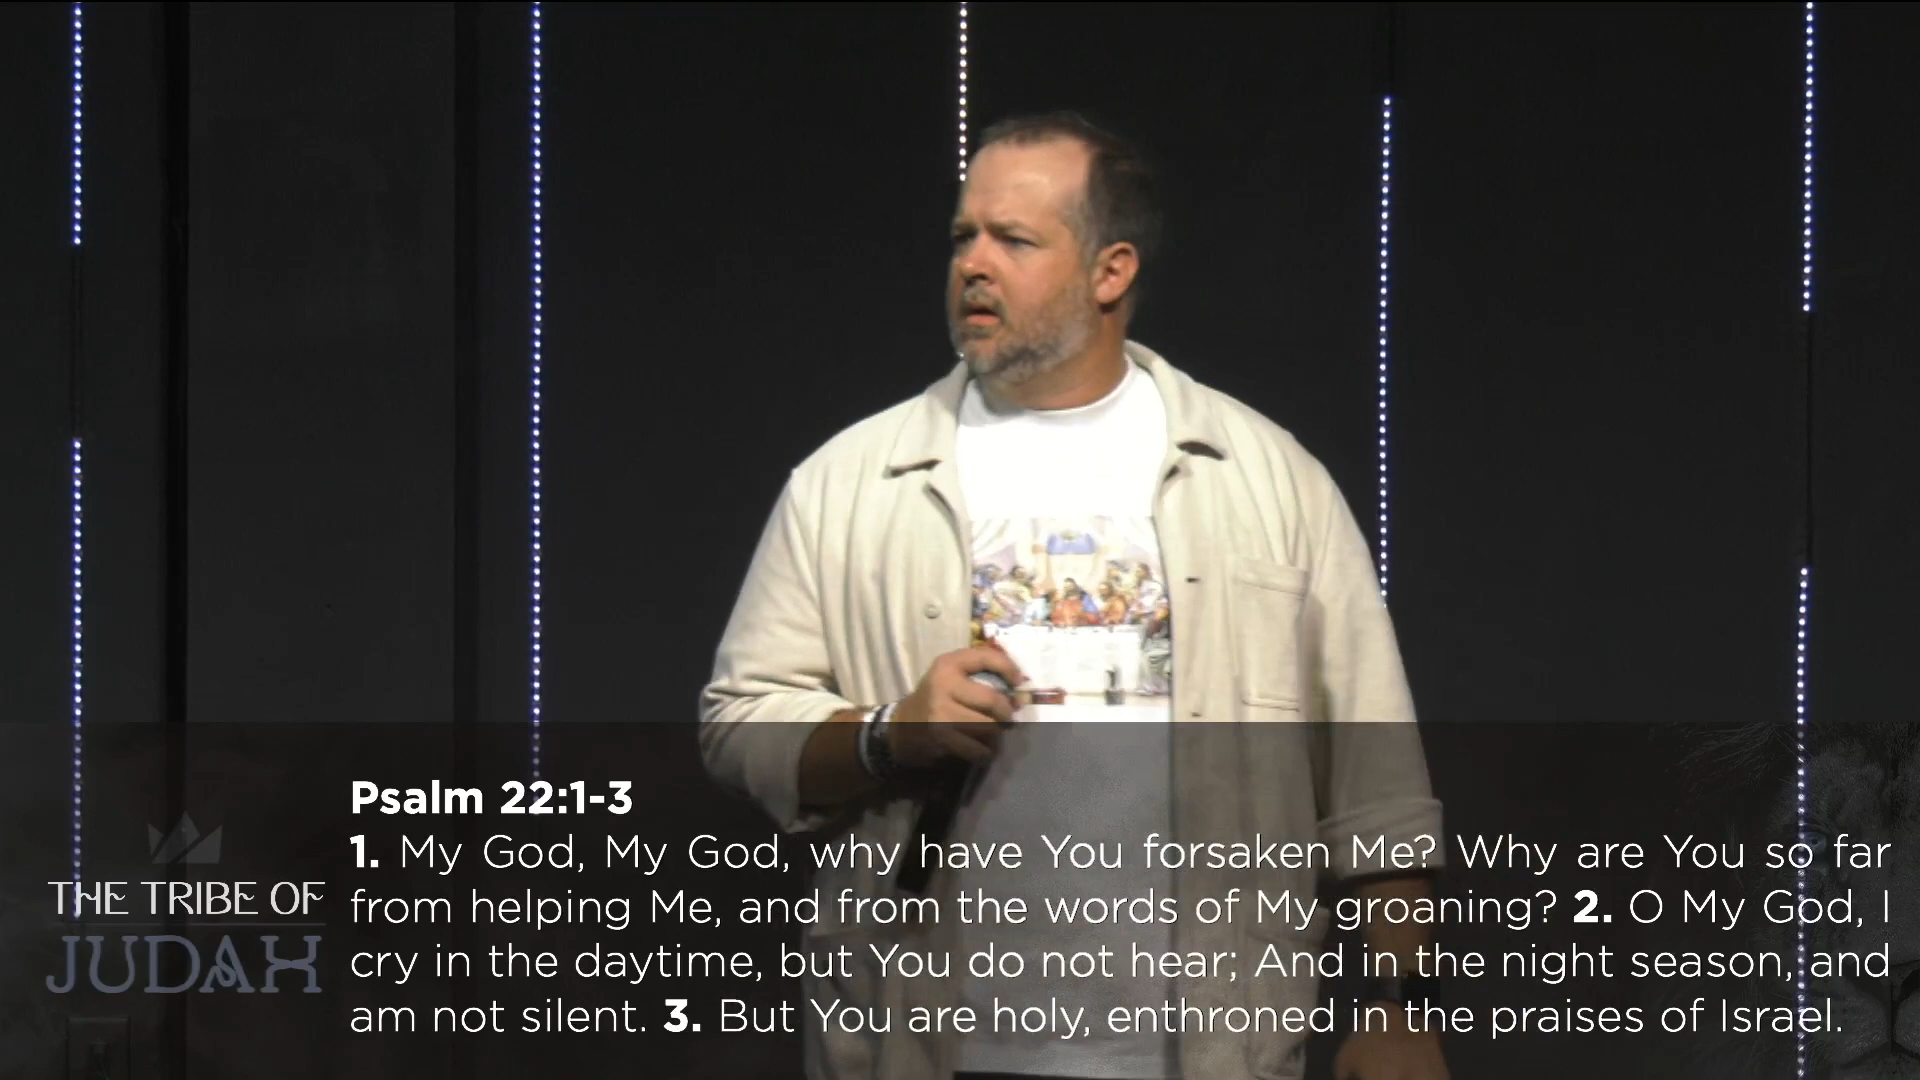 Psalm 22:1-3
1. My God, My God, why have You forsaken Me? Why are You so far
from helping Me, and from the words of My groaning? 2. O My God, I
cry in the daytime, but You do not hear; And in the night season, and
am not silent. 3. But You are holy, enthroned in the praises of Israel.
THE TRIBE OF
JUDAH